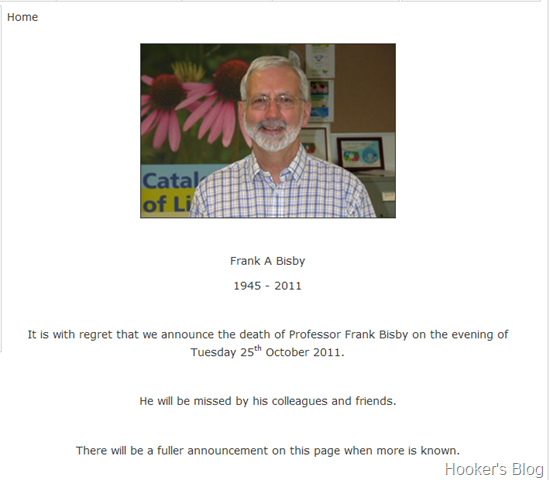 Home
Catal
of Li
Frank A Bisby
1945 - 2011
It is with regret that we announce the death of Professor Frank Bisby on the evening of
Tuesday 25th October 2011.
He will be missed by his colleagues and friends.
There will be a fuller announcement on this page when more is known.
Hooker's Blog